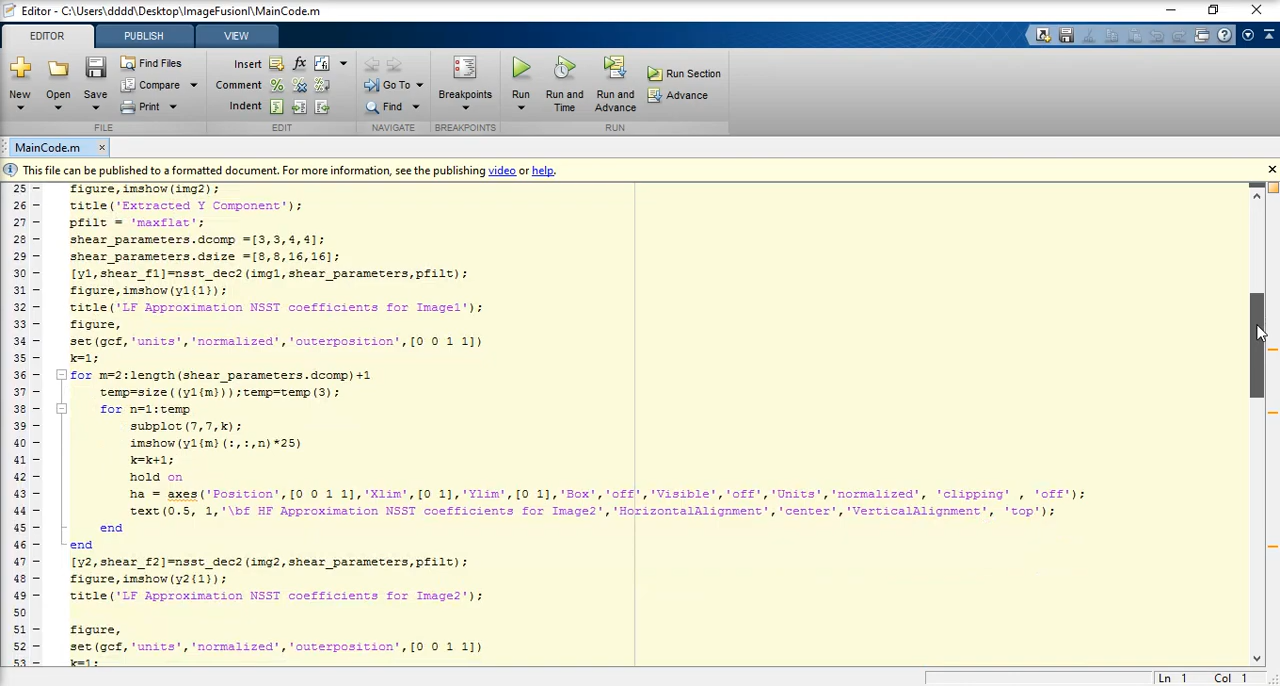 Editor - C:\Users\dddd\Desktop\ImageFusionI\MainCode.m
EDITOR PUBLISH VIEW
New Open Save Find Files Compare Print
Insert fx Comment Indent
Go To Find
Breakpoints
Run Run and Time Run and Advance Run Section Advance
FILE EDIT NAVIGATE BREAKPOINTS RUN
MainCode.m ×
This file can be published to a formatted document. For more information, see the publishing video or help.
25 - figure,imshow(img2);
26 - title('Extracted Y Component');
27 - pfilt = 'maxflat';
28 - shear_parameters.dcomp =[3,3,4,4];
29 - shear_parameters.dsize =[8,8,16,16];
30 - [y1,shear_f1]=nsst_dec2(img1,shear_parameters,pfilt);
31 - figure,imshow(y1{1});
32 - title('LF Approximation NSST coefficients for Image1');
33 - figure,
34 - set(gcf,'units','normalized','outerposition',[0 0 1 1])
35 - k=1;
36 - for m=2:length(shear_parameters.dcomp)+1
37 - temp=size((y1{m}));temp=temp(3);
38 - for n=1:temp
39 - subplot(7,7,k);
40 - imshow(y1{m}(:,:,n)*25)
41 - k=k+1;
42 - hold on
43 - ha = axes('Position',[0 0 1 1],'Xlim',[0 1],'Ylim',[0 1],'Box','off','Visible','off','Units','normalized', 'clipping' , 'off');
44 - text(0.5, 1,'\bf HF Approximation NSST coefficients for Image2','HorizontalAlignment','center','VerticalAlignment', 'top');
45 - end
46 - end
47 - [y2,shear_f2]=nsst_dec2(img2,shear_parameters,pfilt);
48 - figure,imshow(y2{1});
49 - title('LF Approximation NSST coefficients for Image2');
50
51 - figure,
52 - set(gcf,'units','normalized','outerposition',[0 0 1 1])
53 - k=1;
Ln 1 Col 1